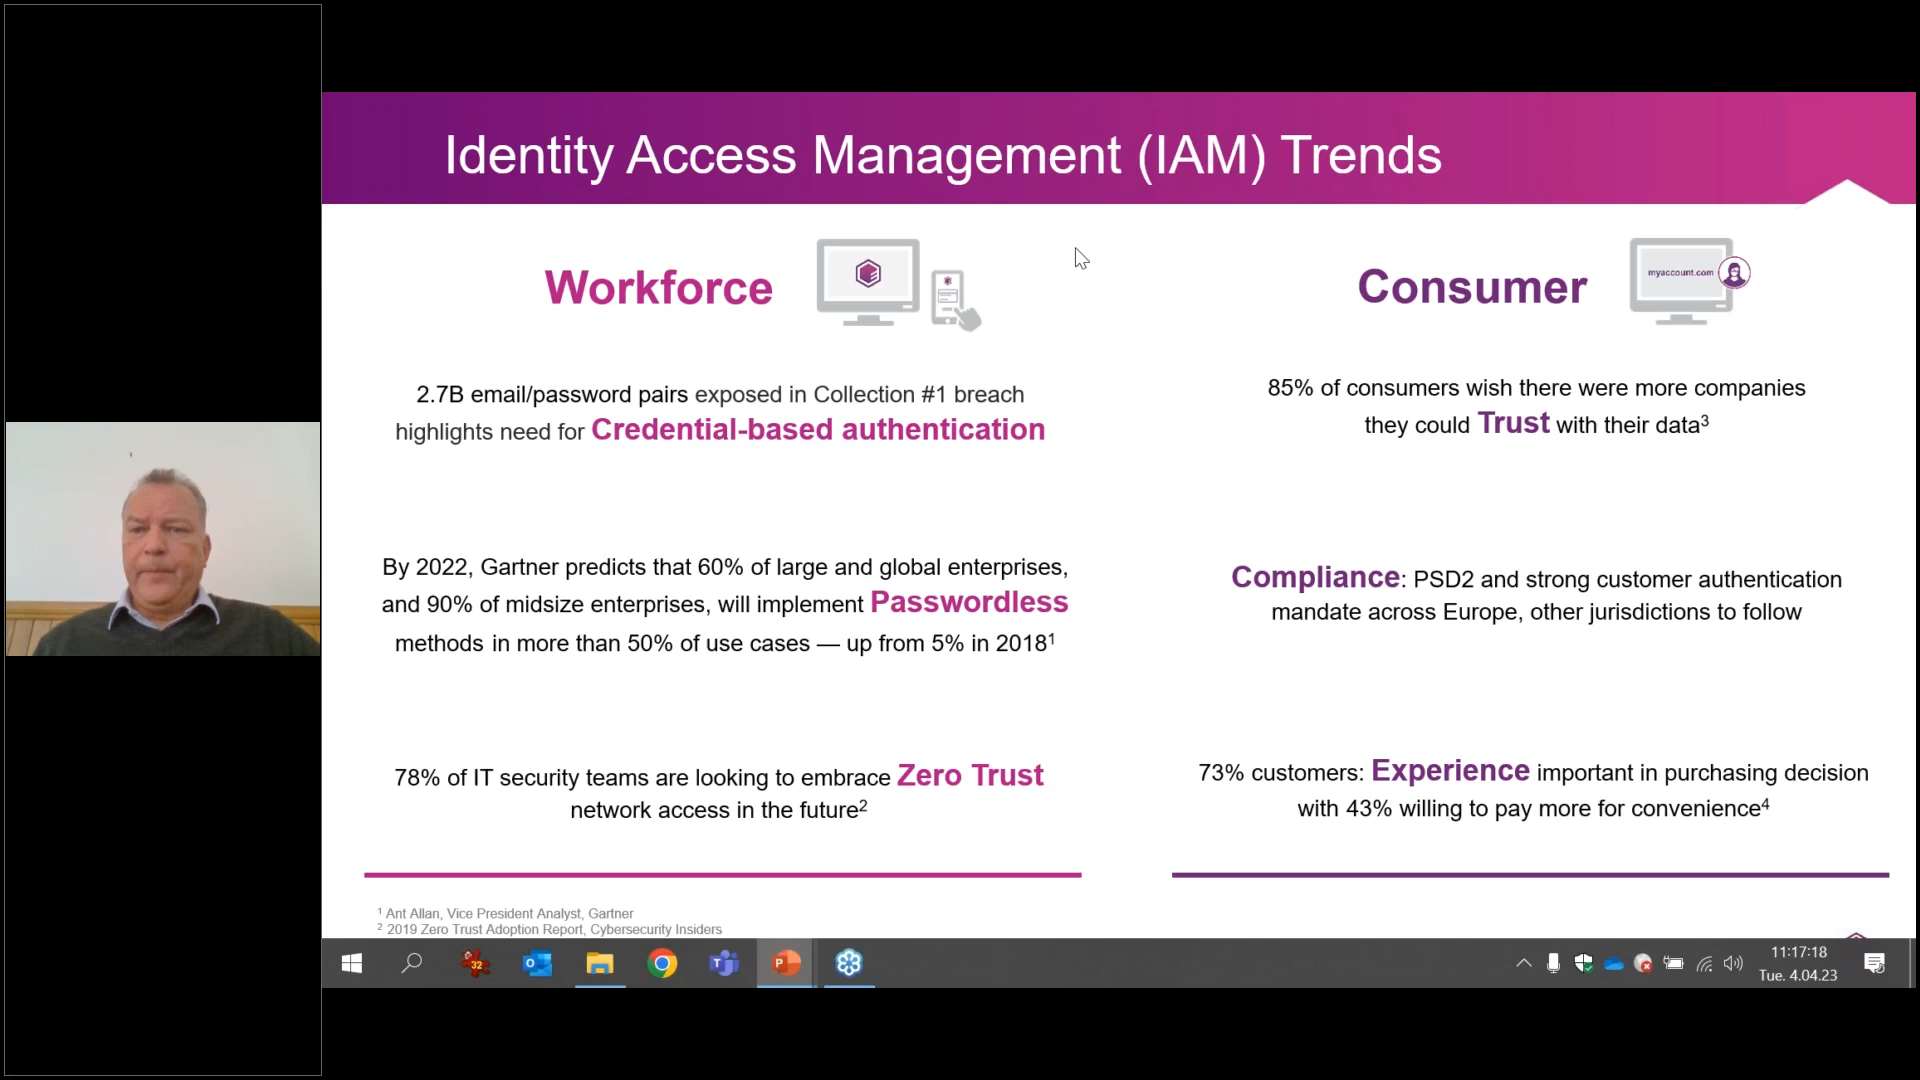 Identity Access Management (IAM) Trends
Workforce
2.7B email/password pairs exposed in Collection #1 breach
highlights need for Credential-based authentication
By 2022, Gartner predicts that 60% of large and global enterprises,
and 90% of midsize enterprises, will implement Passwordless
methods in more than 50% of use cases — up from 5% in 2018¹
78% of IT security teams are looking to embrace Zero Trust
network access in the future²
Consumer
myaccount.com
85% of consumers wish there were more companies
they could Trust with their data³
Compliance: PSD2 and strong customer authentication
mandate across Europe, other jurisdictions to follow
73% customers: Experience important in purchasing decision
with 43% willing to pay more for convenience⁴
¹ Ant Allan, Vice President Analyst, Gartner
² 2019 Zero Trust Adoption Report, Cybersecurity Insiders
32
11:17:18
Tue. 4.04.23